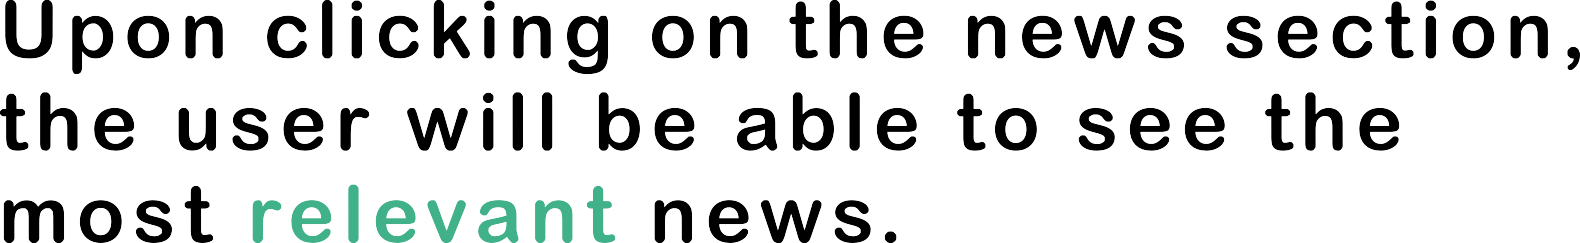 Upon clicking on the news section,
the user will be able to see the
most relevant news.